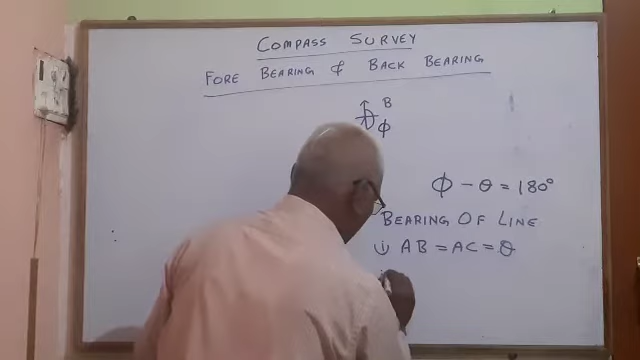 COMPASS SURVEY
FORE BEARING & BACK BEARING
B
ϕ
ϕ - θ = 180°
BEARING OF LINE
(i) AB = AC = θ